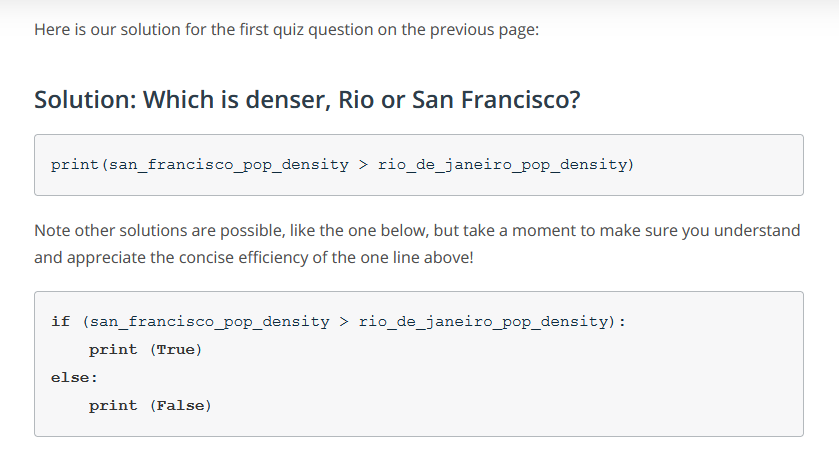 Here is our solution for the first quiz question on the previous page:
Solution: Which is denser, Rio or San Francisco?
print(san_francisco_pop_density > rio_de_janeiro_pop_density)
Note other solutions are possible, like the one below, but take a moment to make sure you understand
and appreciate the concise efficiency of the one line above!
if (san_francisco_pop_density > rio_de_janeiro_pop_density):
    print (True)
else:
    print (False)